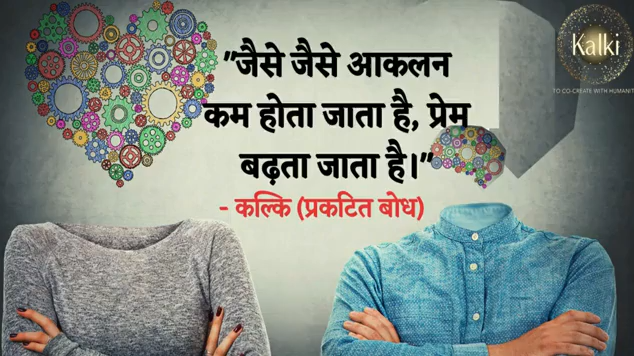 "जैसे जैसे आकलन
कम होता जाता है, प्रेम
बढ़ता जाता है।"
- कल्कि (प्रकटित बोध)
Kalki
TO CO-CREATE WITH HUMANIT